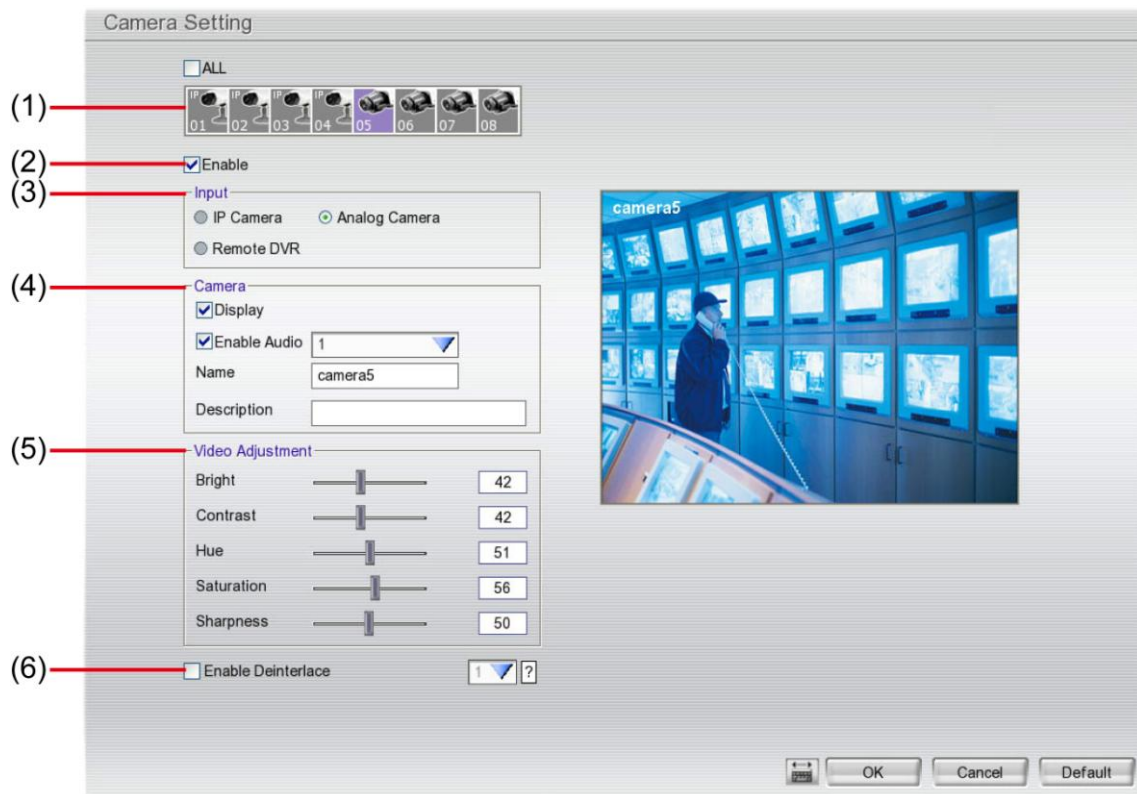 Camera Setting
ALL
(1)
IP IP IP IP
01 02 03 04 05 06 07 08
(2)
Enable
(3)
Input
IP Camera Analog Camera
Remote DVR
camera5
(4)
Camera
Display
Enable Audio 1
Name camera5
Description
(5)
Video Adjustment
Bright 42
Contrast 42
Hue 51
Saturation 56
Sharpness 50
(6)
Enable Deinterlace 1 ?
OK Cancel Default